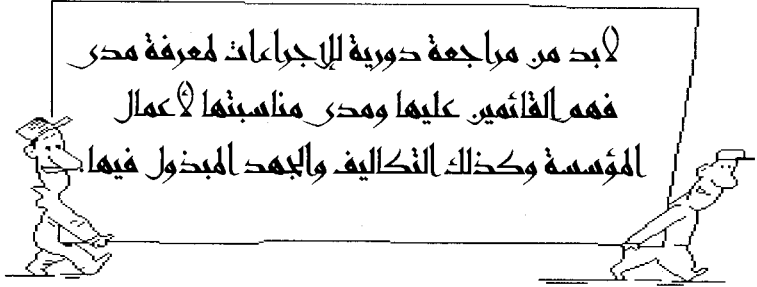 لابد من مراجعة دورية للإجراءات لمعرفة مدى
فهم القائمين عليها ومدى مناسبتها لأعمال
المؤسسة وكذلك التكاليف والجهد المبذول فيها.